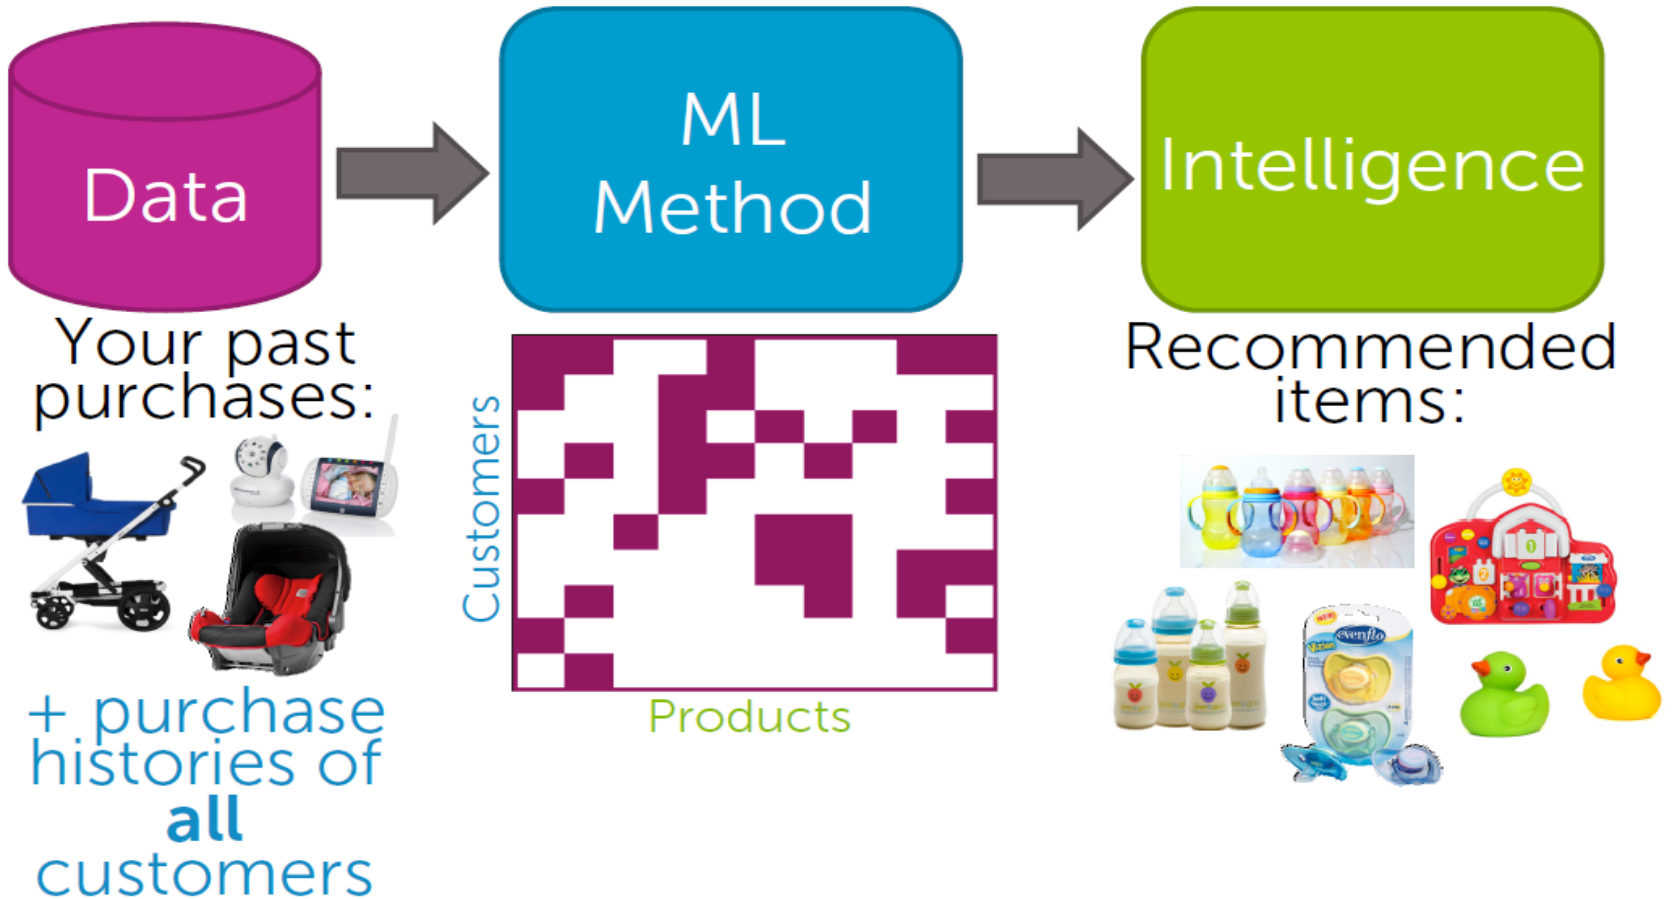 Data
ML
Method
Intelligence
Your past
purchases:
+ purchase
histories of
all
customers
Customers
Products
Recommended
items:
evenflo